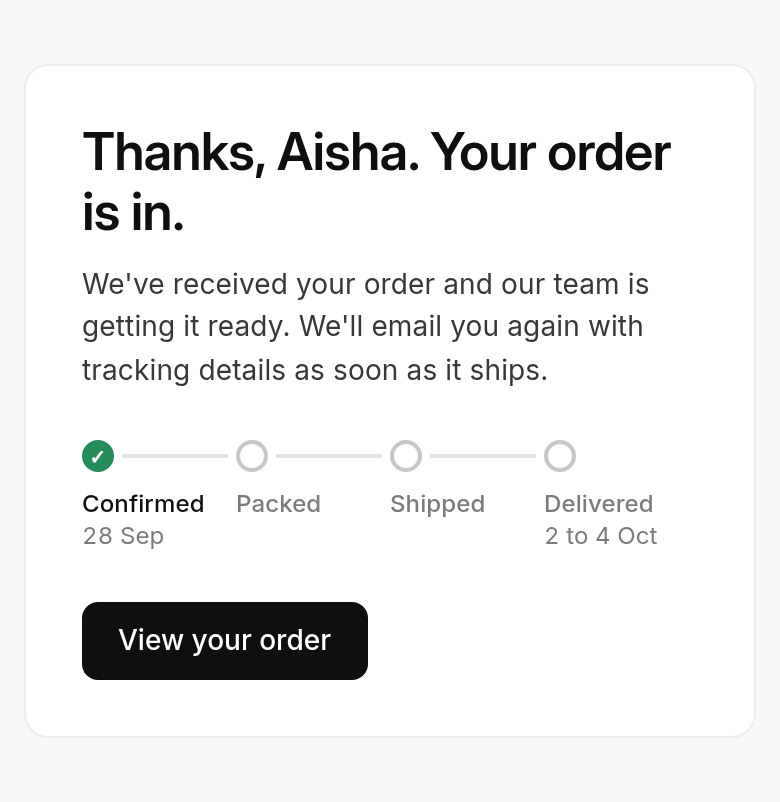 Thanks, Aisha. Your order
is in.
We've received your order and our team is
getting it ready. We'll email you again with
tracking details as soon as it ships.
✓
Confirmed Packed Shipped Delivered
28 Sep 2 to 4 Oct
View your order